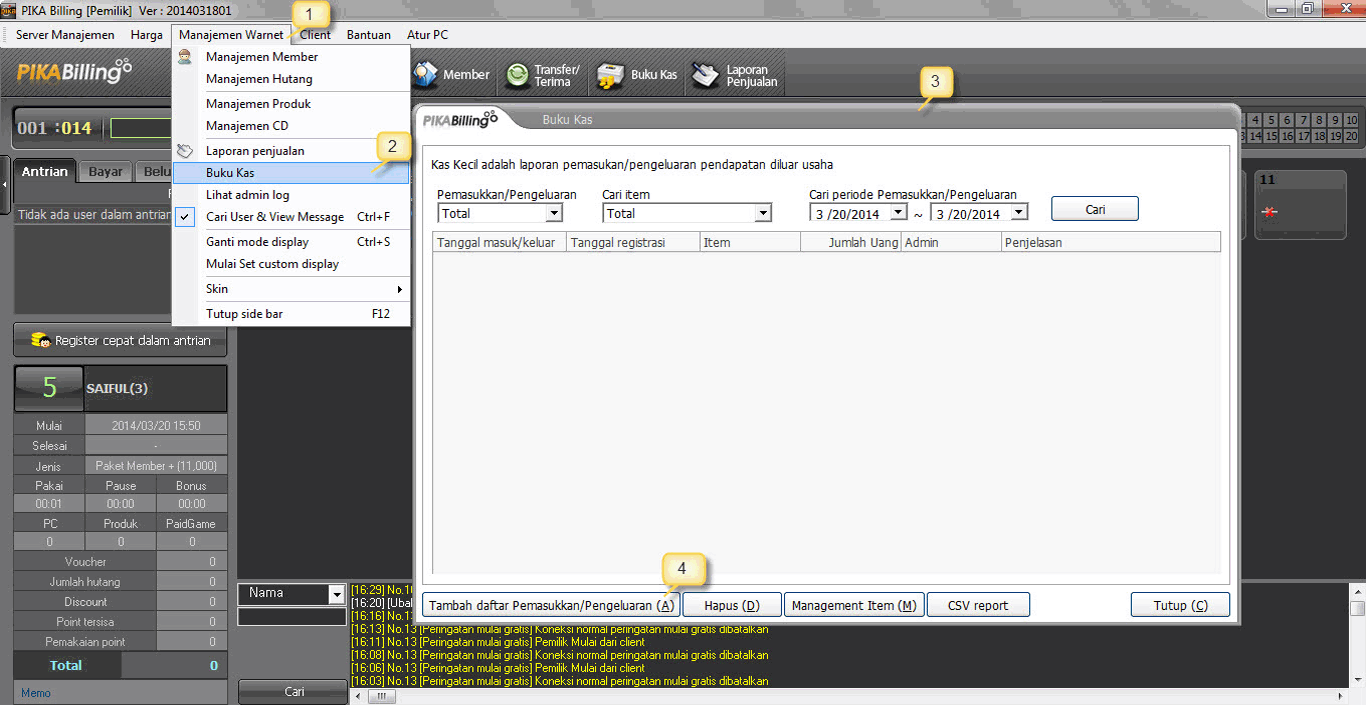 PIKA Billing [Pemilik] Ver : 2014031801
1
Server Manajemen Harga Manajemen Warnet Client Bantuan Atur PC
PIKABilling
Member
Transfer/
Terima
Buku Kas
Laporan
Penjualan
Manajemen Member
Manajemen Hutang
Manajemen Produk
Manajemen CD
Laporan penjualan
Buku Kas
Lihat admin log
Cari User & View Message Ctrl+F
Ganti mode display Ctrl+S
Mulai Set custom display
Skin
Tutup side bar F12
2
3
001 :014
4 5 6 7 8 9 10
14 15 16 17 18 19 20
11
Antrian Bayar Belu
Tidak ada user dalam antrian
Register cepat dalam antrian
5 SAIFUL(3)
Mulai 2014/03/20 15:50
Selesai -
Jenis Paket Member + (11,000)
Pakai Pause Bonus
00:01 00:00 00:00
PC Produk PaidGame
0 0 0
Voucher 0
Jumlah hutang 0
Discount 0
Point tersisa 0
Pemakaian point 0
Total 0
Memo
PIKABilling Buku Kas
Kas Kecil adalah laporan pemasukan/pengeluaran pendapatan diluar usaha
Pemasukkan/Pengeluaran Cari item Cari periode Pemasukkan/Pengeluaran
Total Total 3 /20/2014 ~ 3 /20/2014 Cari
Tanggal masuk/keluar Tanggal registrasi Item Jumlah Uang Admin Penjelasan
4
Tambah daftar Pemasukkan/Pengeluaran (A) Hapus (D) Management Item (M) CSV report Tutup (C)
Nama
Cari
[16:29] No.1
[16:20] [Ubal
[16:16] No.1
[16:13] No.13 [Peringatan mulai gratis] Koneksi normal peringatan mulai gratis dibatalkan
[16:11] No.13 [Peringatan mulai gratis] Pemilik Mulai dari client
[16:08] No.13 [Peringatan mulai gratis] Koneksi normal peringatan mulai gratis dibatalkan
[16:06] No.13 [Peringatan mulai gratis] Pemilik Mulai dari client
[16:03] No.13 [Peringatan mulai gratis] Koneksi normal peringatan mulai gratis dibatalkan